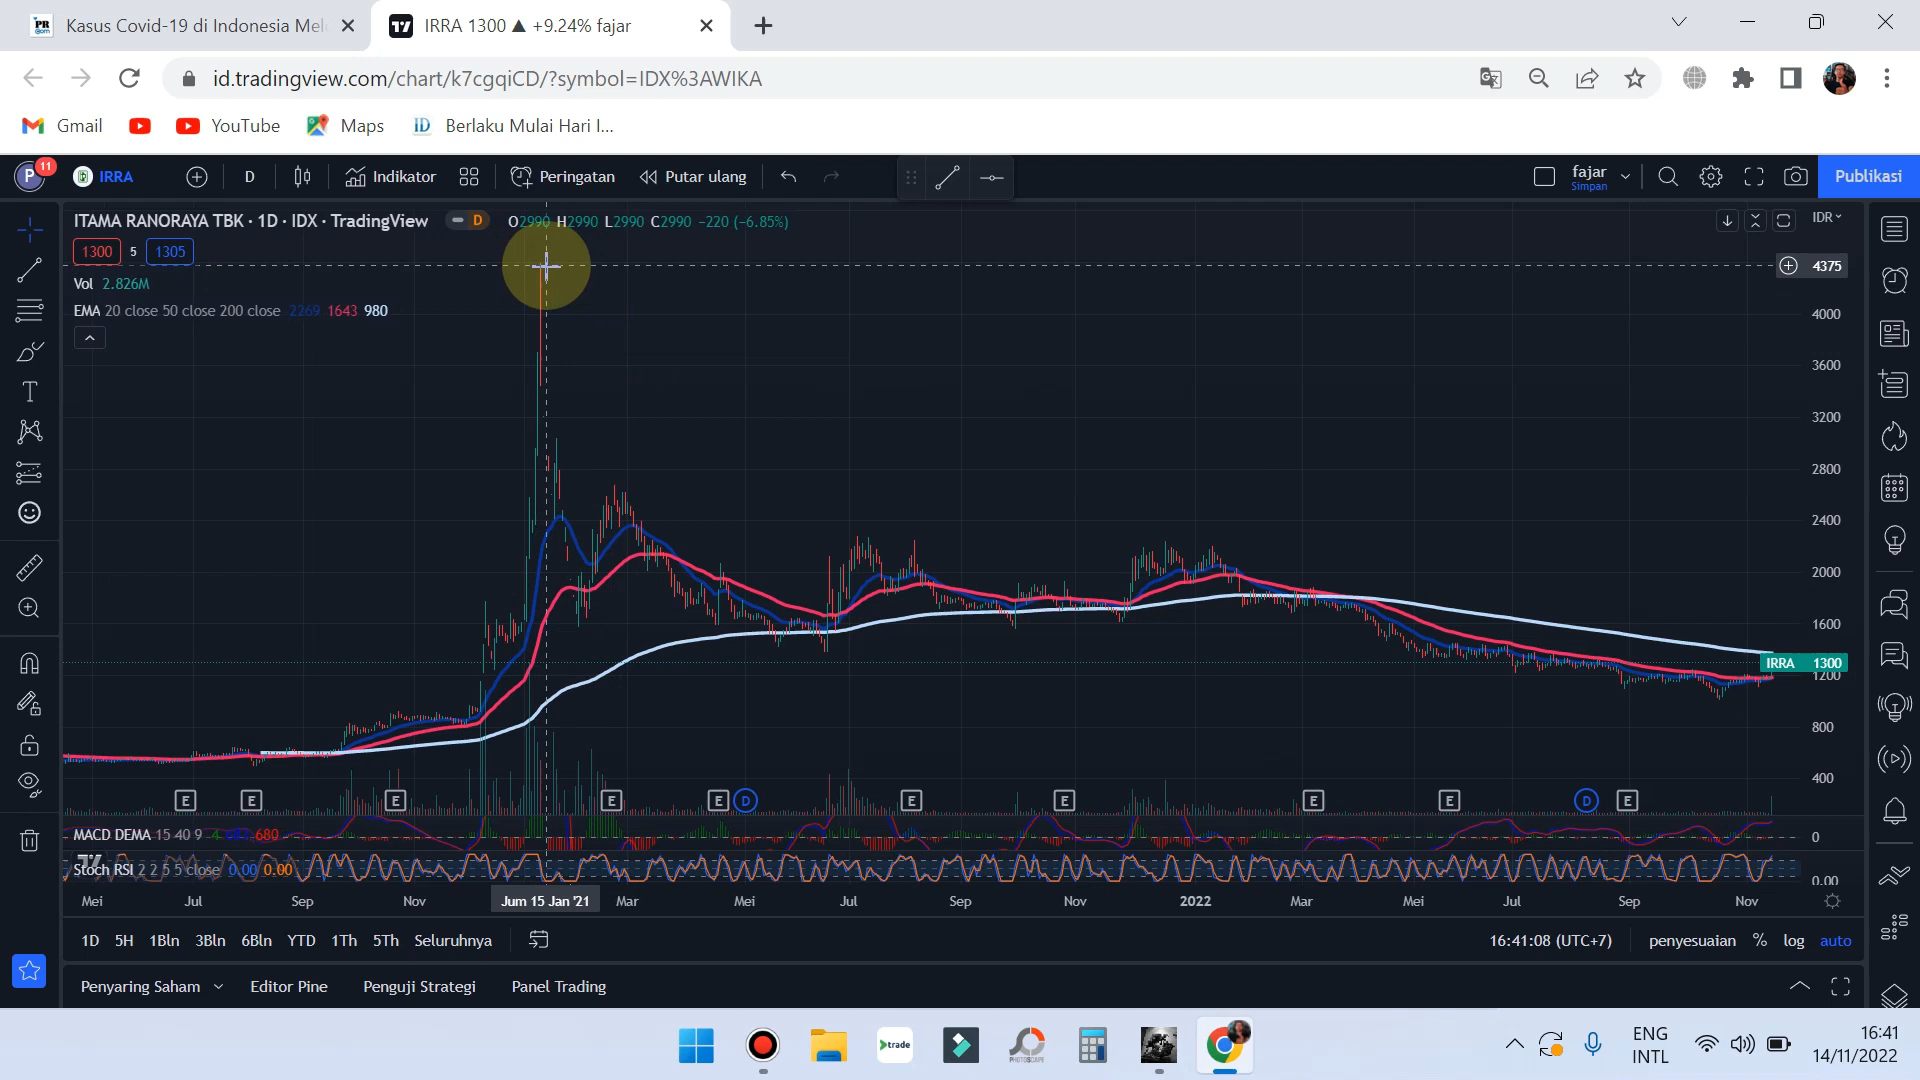 PR
.com
Kasus Covid-19 di Indonesia Mel
IRRA 1300 ▲ +9.24% fajar
id.tradingview.com/chart/k7cgqiCD/?symbol=IDX%3AWIKA
Gmail
YouTube
Maps
ID
Berlaku Mulai Hari I...
P
11
IRRA
D
Indikator
Peringatan
Putar ulang
fajar
Simpan
Publikasi
ITAMA RANORAYA TBK · 1D · IDX · TradingView
D
O2990 H2990 L2990 C2990 −220 (−6.85%)
IDR
1300
5
1305
Vol 2.826M
EMA 20 close 50 close 200 close 2269 1643 980
4375
4000
3600
3200
2800
2400
2000
1600
IRRA 1300
1200
800
400
E
E
E
E
E
D
E
E
E
E
D
E
MACD DEMA 15 40 9
680
0
Stoch RSI 2 2 5 5 close 0.00 0.00
0.00
Mei
Jul
Sep
Nov
Jum 15 Jan '21
Mar
Mei
Jul
Sep
Nov
2022
Mar
Mei
Jul
Sep
Nov
1D
5H
1Bln
3Bln
6Bln
YTD
1Th
5Th
Seluruhnya
16:41:08 (UTC+7)
penyesuaian
%
log
auto
Penyaring Saham
Editor Pine
Penguji Strategi
Panel Trading
trade
PHOTOSCAPE
ENG
INTL
16:41
14/11/2022